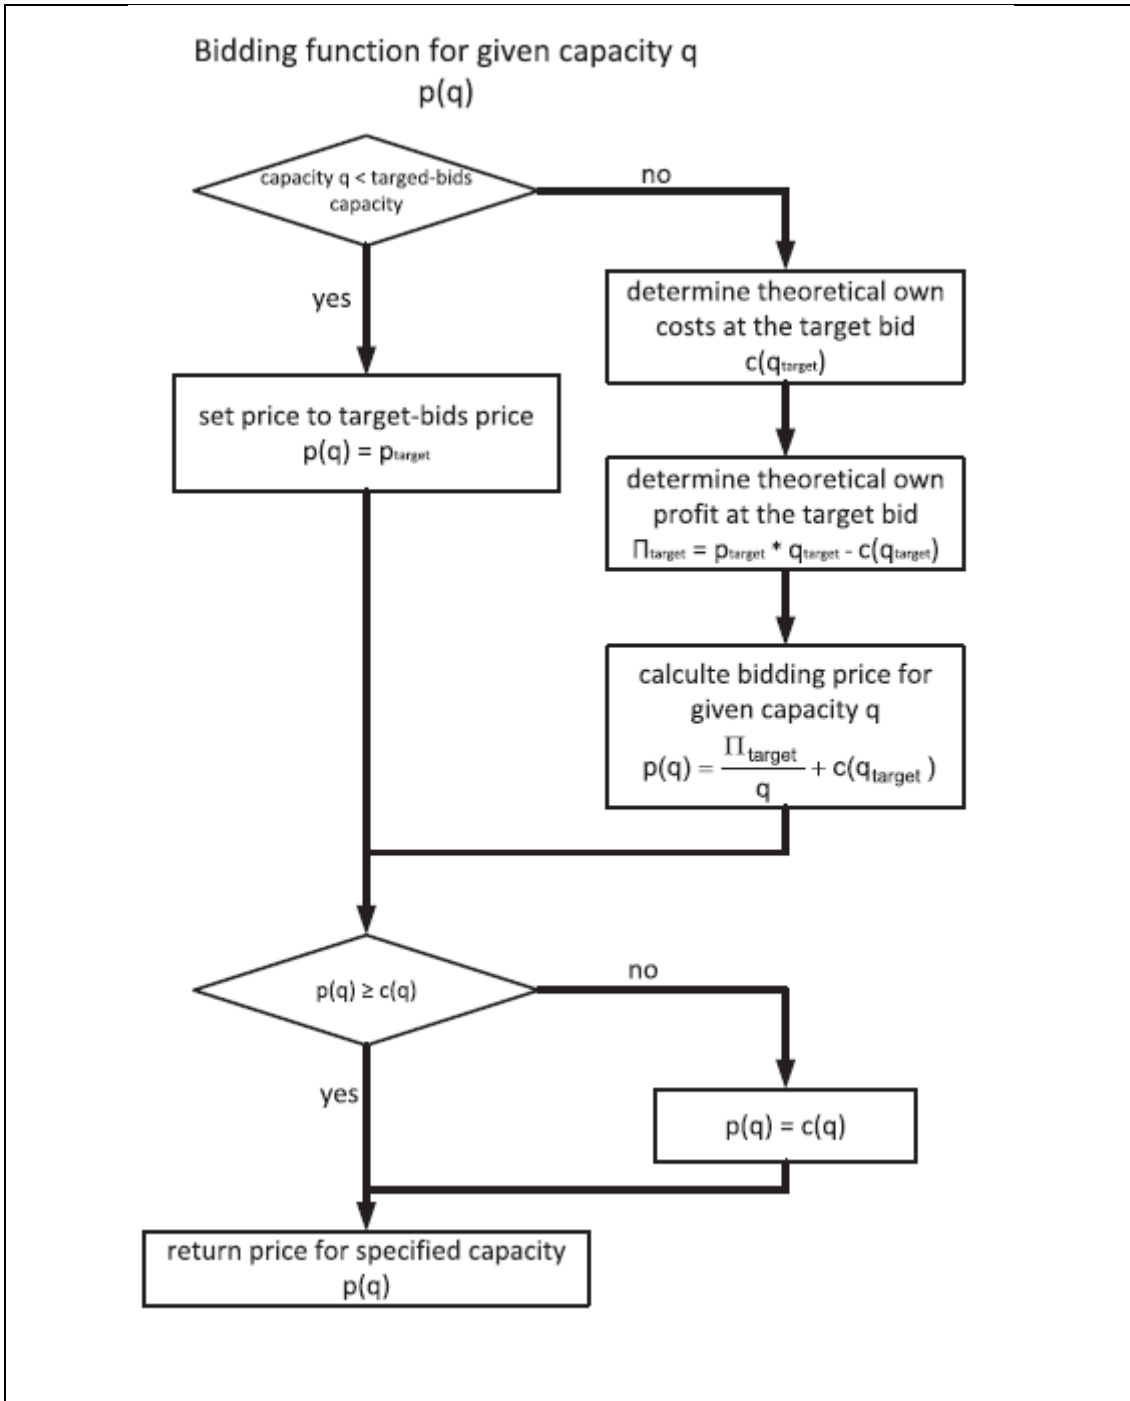 Bidding function for given capacity q
p(q)
capacity q < targed-bids
capacity
no
yes
determine theoretical own
costs at the target bid
c(qtarget)
set price to target-bids price
p(q) = ptarget
determine theoretical own
profit at the target bid
Πtarget = ptarget * qtarget - c(qtarget)
calculte bidding price for
given capacity q
p(q) = Πtarget / q + c(qtarget )
p(q) ≥ c(q)
no
yes
p(q) = c(q)
return price for specified capacity
p(q)